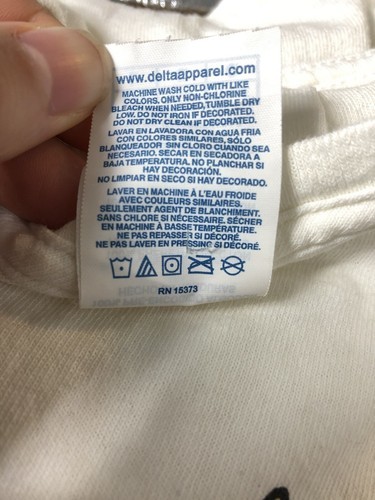 www.deltaapparel.com
MACHINE WASH COLD WITH LIKE
COLORS, ONLY NON-CHLORINE
BLEACH WHEN NEEDED, TUMBLE DRY
LOW. DO NOT IRON IF DECORATED.
DO NOT DRY CLEAN IF DECORATED.
LAVAR EN LAVADORA CON AGUA FRIA
CON COLORES SIMILARES, SÓLO
BLANQUEADOR SIN CLORO CUANDO SEA
NECESARIO. SECAR EN SECADORA A
BAJA TEMPERATURA. NO PLANCHAR SI
HAY DECORACIÓN.
NO LIMPIAR EN SECO SI HAY DECORADO.
LAVER EN MACHINE À L'EAU FROIDE
AVEC COULEURS SIMILAIRES.
SEULEMENT AGENT DE BLANCHIMENT.
SANS CHLORE SI NÉCESSAIRE. SÉCHER
EN MACHINE À BASSE TEMPÉRATURE.
NE PAS REPASSER SI DÉCORÉ.
NE PAS LAVER EN PRESSING SI DÉCORÉ.
RN 15373